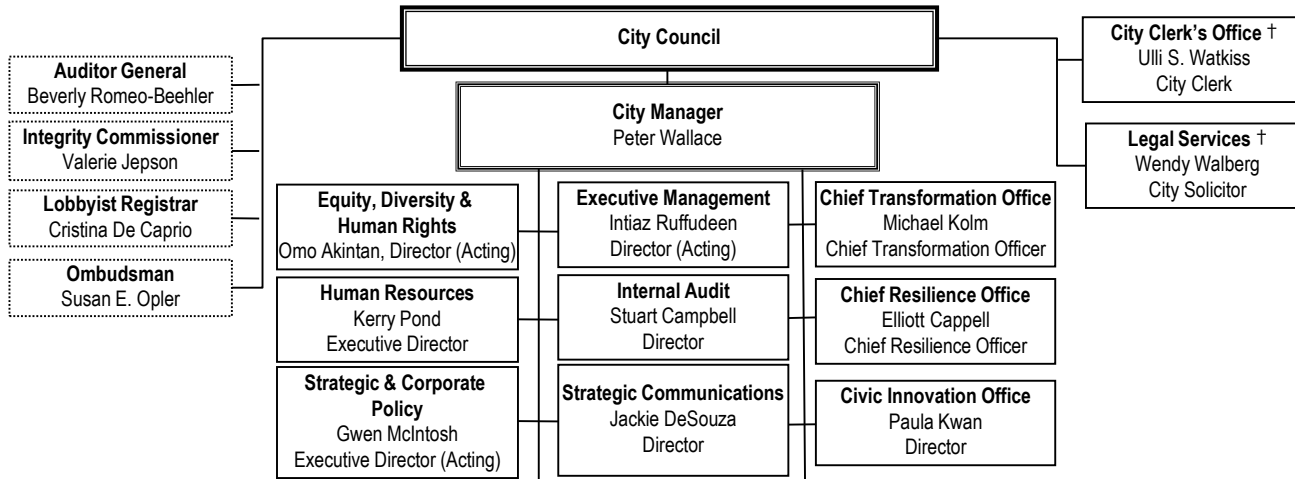 City Council
City Clerk's Office †
Ulli S. Watkiss
City Clerk
Auditor General
Beverly Romeo-Beehler
City Manager
Peter Wallace
Integrity Commissioner
Valerie Jepson
Legal Services †
Wendy Walberg
City Solicitor
Lobbyist Registrar
Cristina De Caprio
Ombudsman
Susan E. Opler
Equity, Diversity &
Human Rights
Omo Akintan, Director (Acting)
Executive Management
Intiaz Ruffudeen
Director (Acting)
Chief Transformation Office
Michael Kolm
Chief Transformation Officer
Human Resources
Kerry Pond
Executive Director
Internal Audit
Stuart Campbell
Director
Chief Resilience Office
Elliott Cappell
Chief Resilience Officer
Strategic & Corporate
Policy
Gwen McIntosh
Executive Director (Acting)
Strategic Communications
Jackie DeSouza
Director
Civic Innovation Office
Paula Kwan
Director